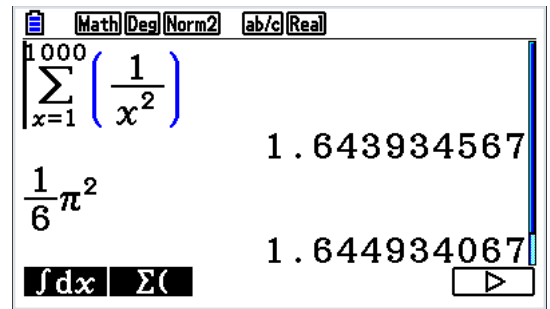 Math Deg Norm2 ab/c Real
1000
∑ ( 1 / x² )
x=1
1.643934567
1/6 π²
1.644934067
∫dx Σ( ▷